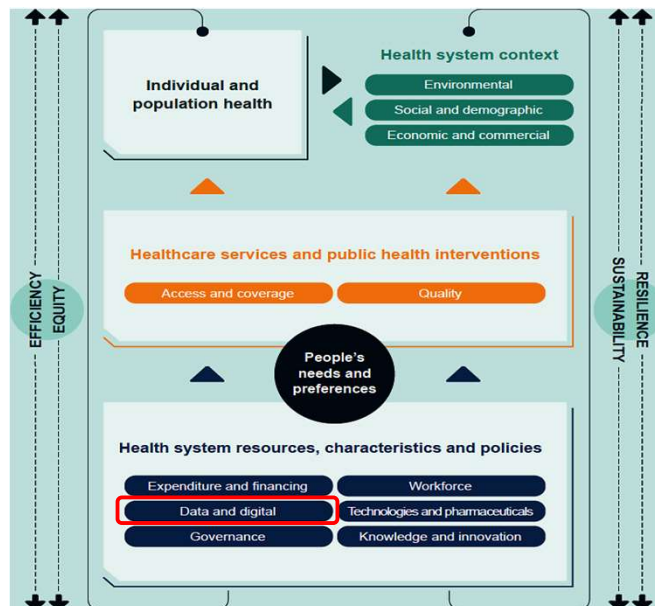 Individual and
population health
Health system context
Environmental
Social and demographic
Economic and commercial
Healthcare services and public health interventions
Access and coverage
Quality
People's
needs and
preferences
Health system resources, characteristics and policies
Expenditure and financing
Workforce
Data and digital
Technologies and pharmaceuticals
Governance
Knowledge and innovation
EFFICIENCY
EQUITY
SUSTAINABILITY
RESILIENCE